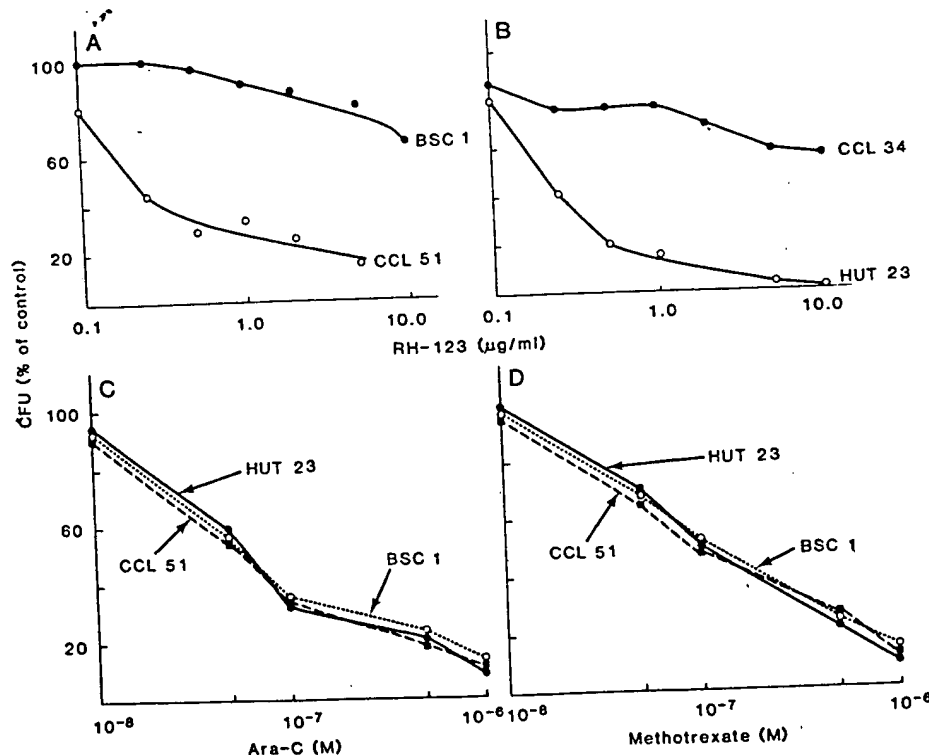 A
B
100
60
20
BSC 1
CCL 51
CCL 34
HUT 23
0.1
1.0
10.0
0.1
1.0
10.0
RH-123 (µg/ml)
CFU (% of control)
C
D
100
60
20
HUT 23
CCL 51
BSC 1
HUT 23
CCL 51
BSC 1
10⁻⁸
10⁻⁷
10⁻⁶
10⁻⁸
10⁻⁷
10⁻⁶
Ara-C (M)
Methotrexate (M)